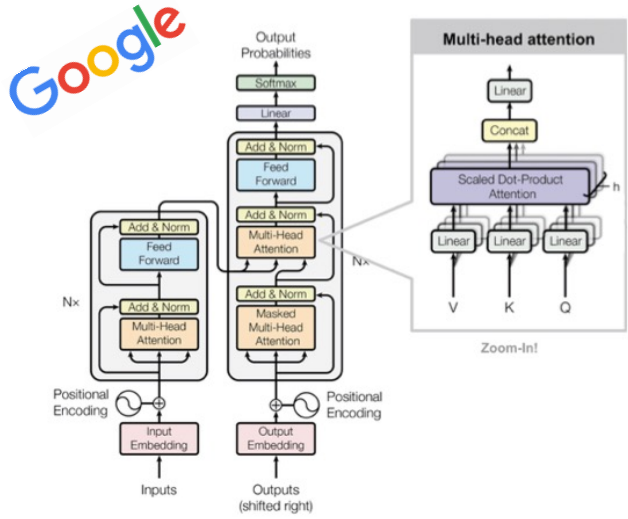 Google
Output
Probabilities
Softmax
Linear
Add & Norm
Feed
Forward
Add & Norm
Multi-Head
Attention
Nx
Add & Norm
Masked
Multi-Head
Attention
Add & Norm
Feed
Forward
Nx
Add & Norm
Multi-Head
Attention
Positional
Encoding
Positional
Encoding
Input
Embedding
Output
Embedding
Inputs
Outputs
(shifted right)
Multi-head attention
Linear
Concat
Scaled Dot-Product
Attention
h
Linear
Linear
Linear
V
K
Q
Zoom-In!